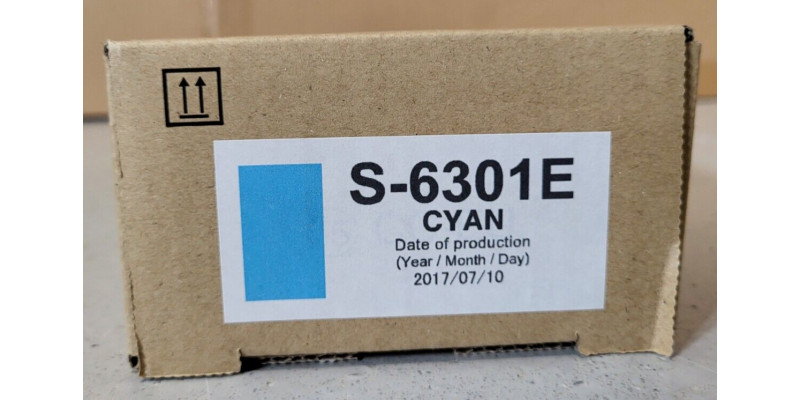 S-6301E
CYAN
Date of production
(Year / Month / Day)
2017/07/10